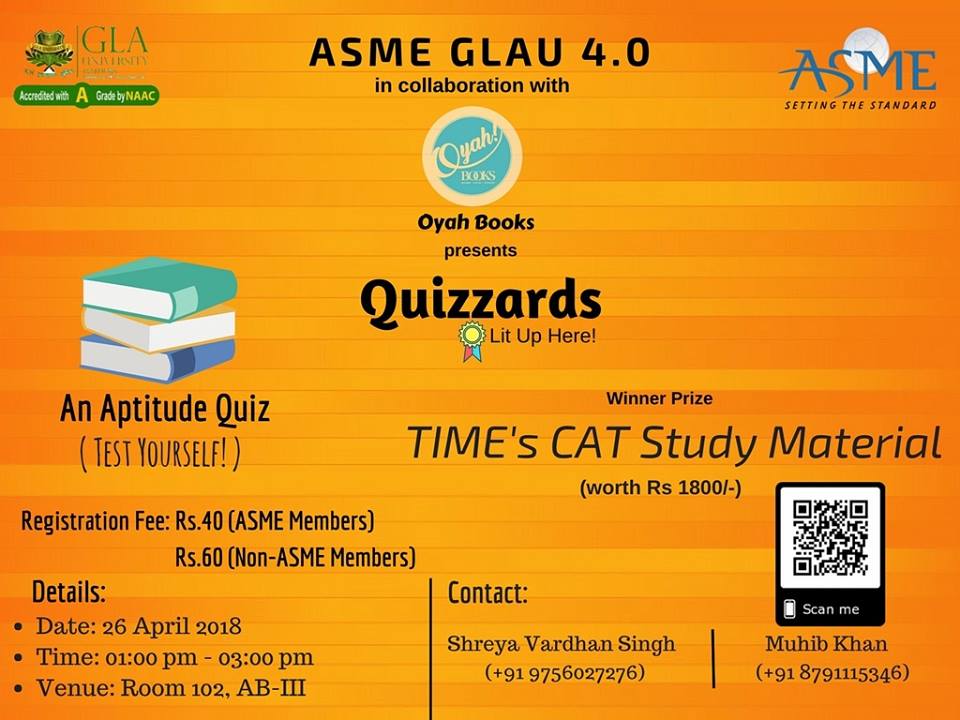 GLA
UNIVERSITY
Accredited with A Grade by NAAC
ASME GLAU 4.0
in collaboration with
ASME
SETTING THE STANDARD
Oyah!
BOOKS
Oyah Books
presents
Quizzards
Lit Up Here!
An Aptitude Quiz
( TEST YOURSELF! )
Winner Prize
TIME's CAT Study Material
(worth Rs 1800/-)
Registration Fee: Rs.40 (ASME Members)
Rs.60 (Non-ASME Members)
Scan me
Details:
• Date: 26 April 2018
• Time: 01:00 pm - 03:00 pm
• Venue: Room 102, AB-III
Contact:
Shreya Vardhan Singh
(+91 9756027276)
Muhib Khan
(+91 8791115346)